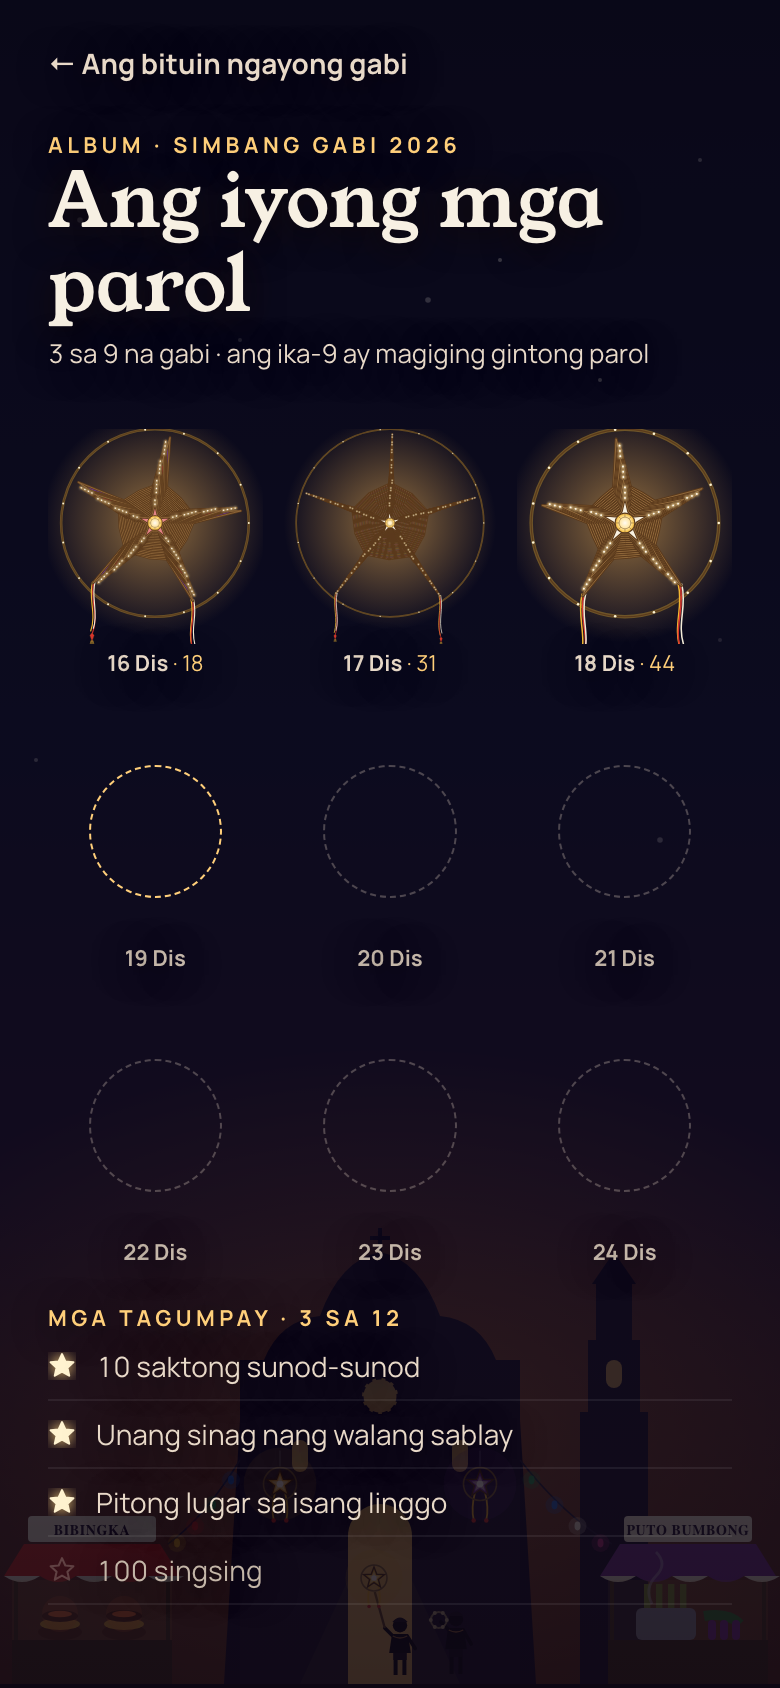 ← Ang bituin ngayong gabi
ALBUM · SIMBANG GABI 2026
Ang iyong mga
parol
3 sa 9 na gabi · ang ika-9 ay magiging gintong parol
16 Dis · 18
17 Dis · 31
18 Dis · 44
19 Dis
20 Dis
21 Dis
22 Dis
23 Dis
24 Dis
MGA TAGUMPAY · 3 SA 12
10 saktong sunod-sunod
Unang sinag nang walang sablay
Pitong lugar sa isang linggo
BIBINGKA
PUTO BUMBONG
100 singsing